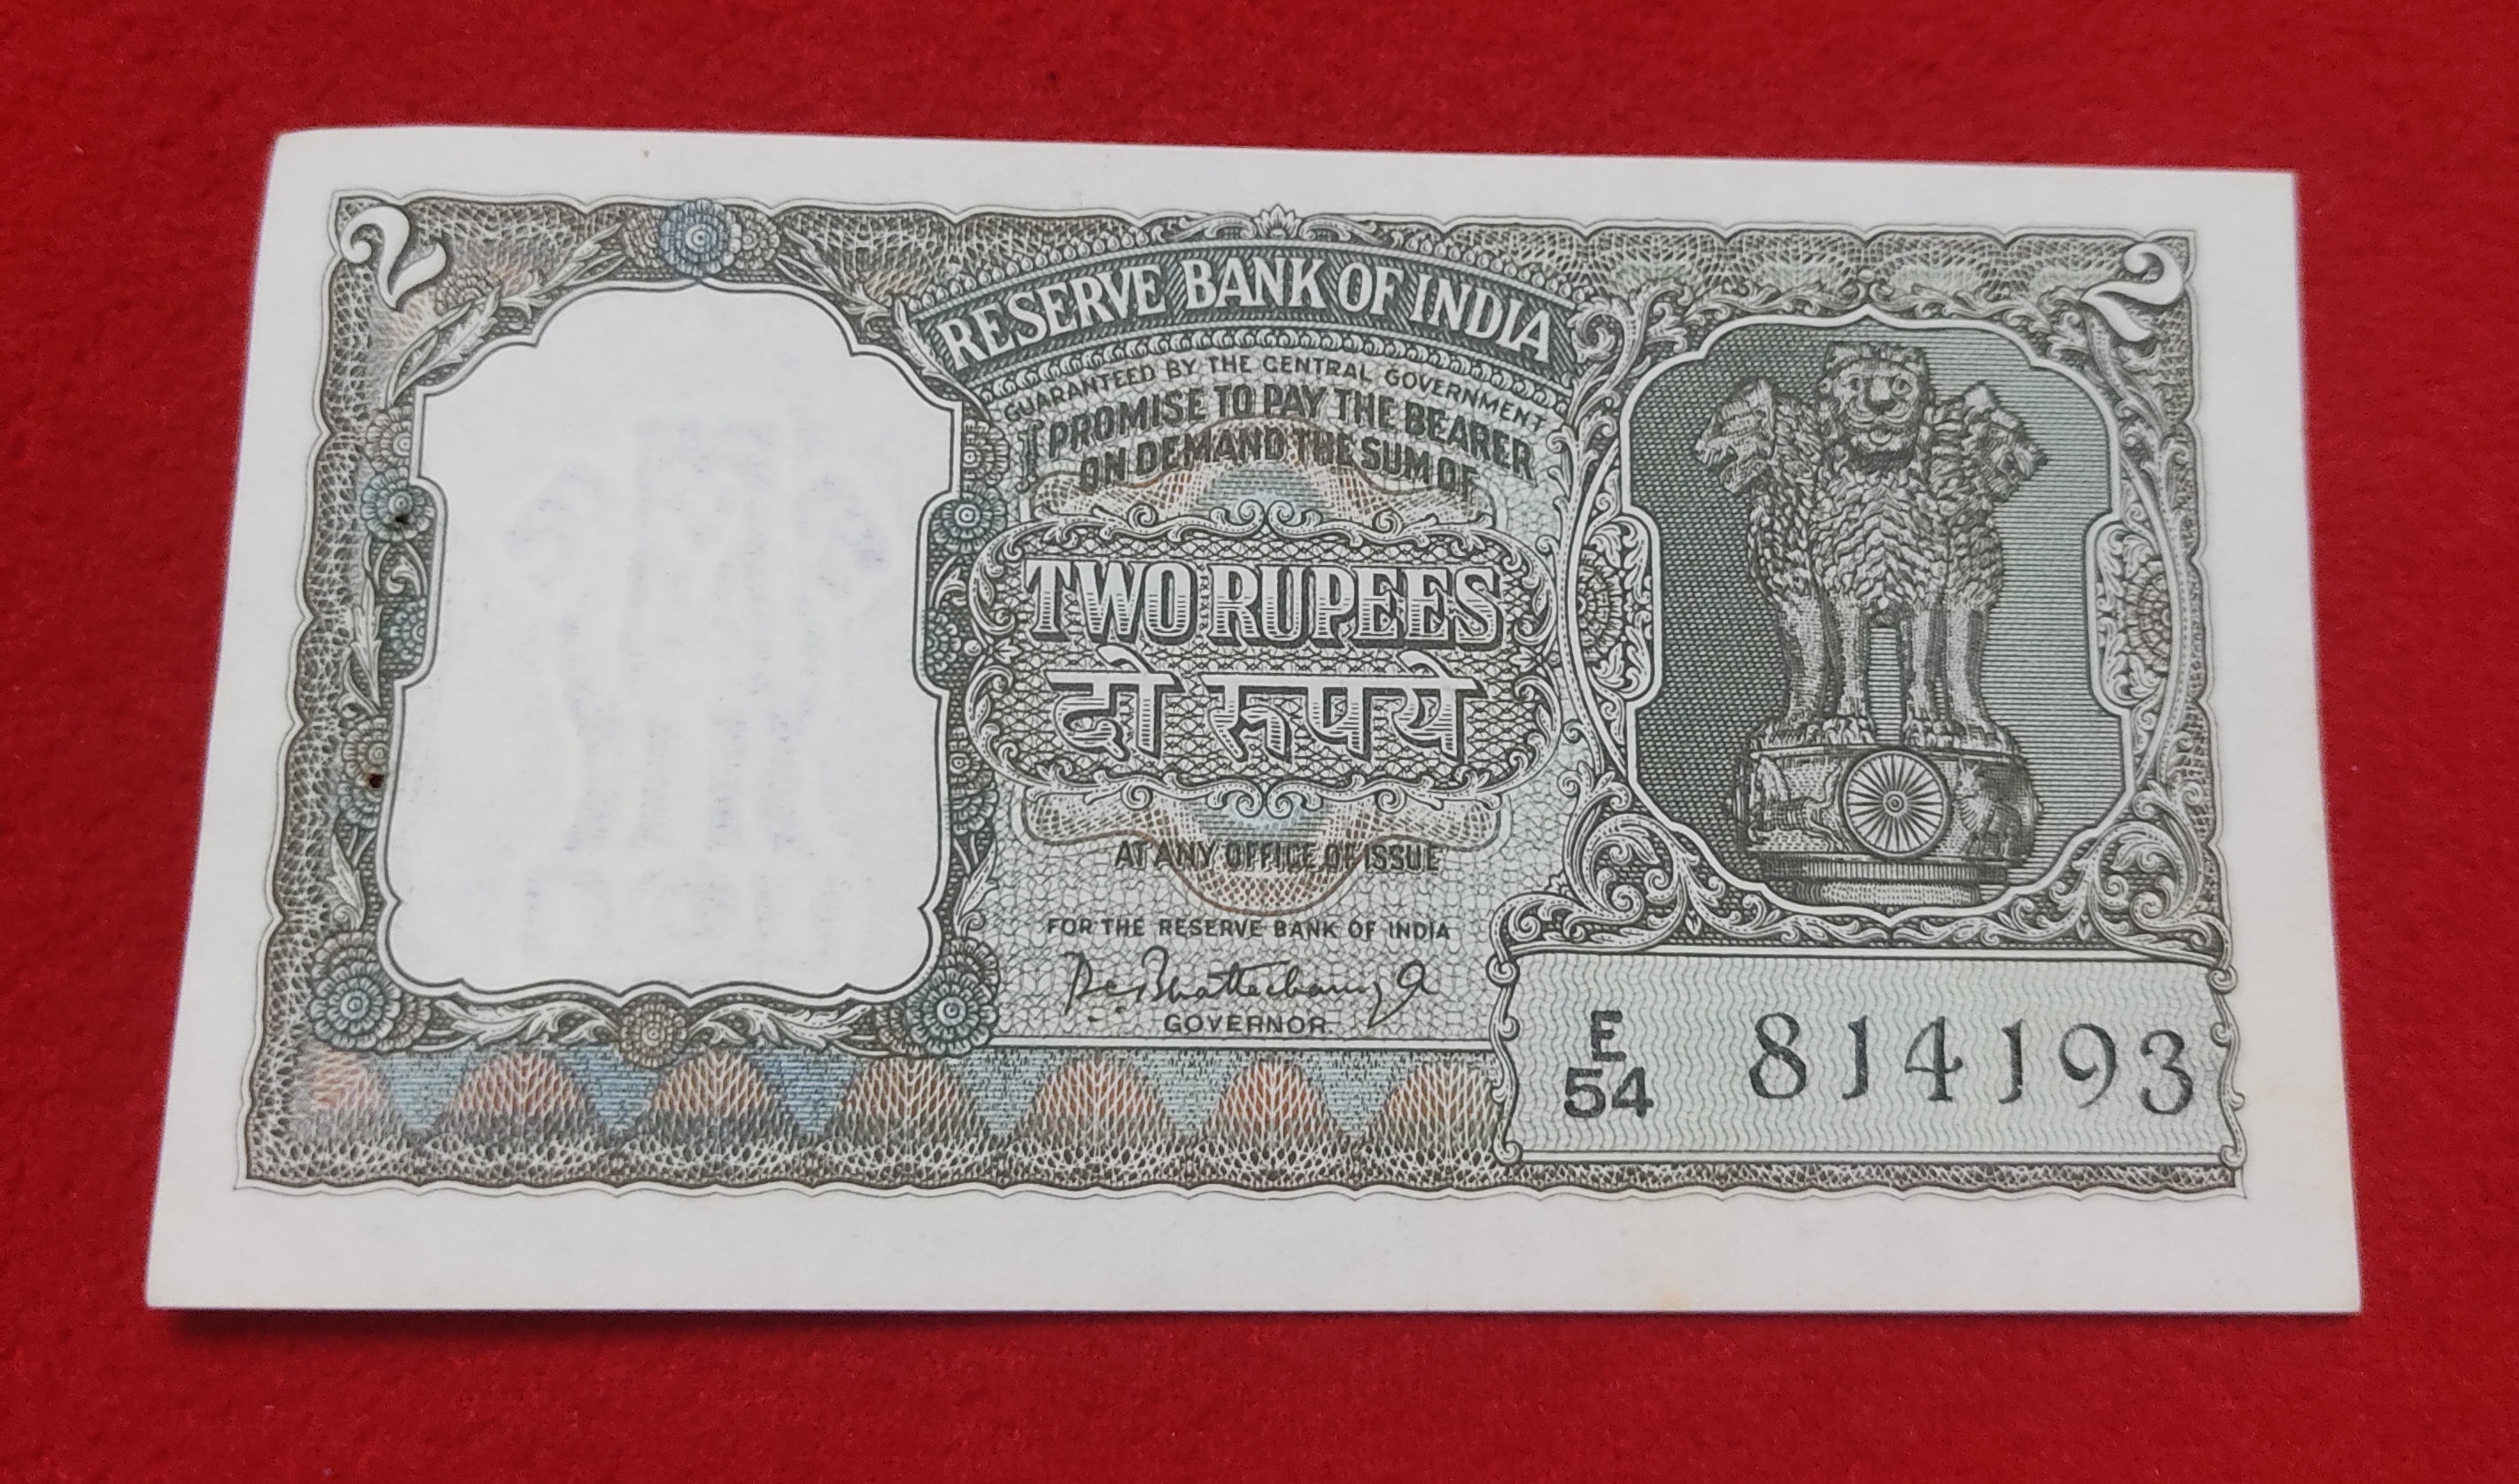 2
2
RESERVE BANK OF INDIA
GUARANTEED BY THE CENTRAL GOVERNMENT
I PROMISE TO PAY THE BEARER
ON DEMAND THE SUM OF
TWO RUPEES
दो रूपये
AT ANY OFFICE OF ISSUE
FOR THE RESERVE BANK OF INDIA
P.C. Bhattacharyya
GOVERNOR.
E
54 814193